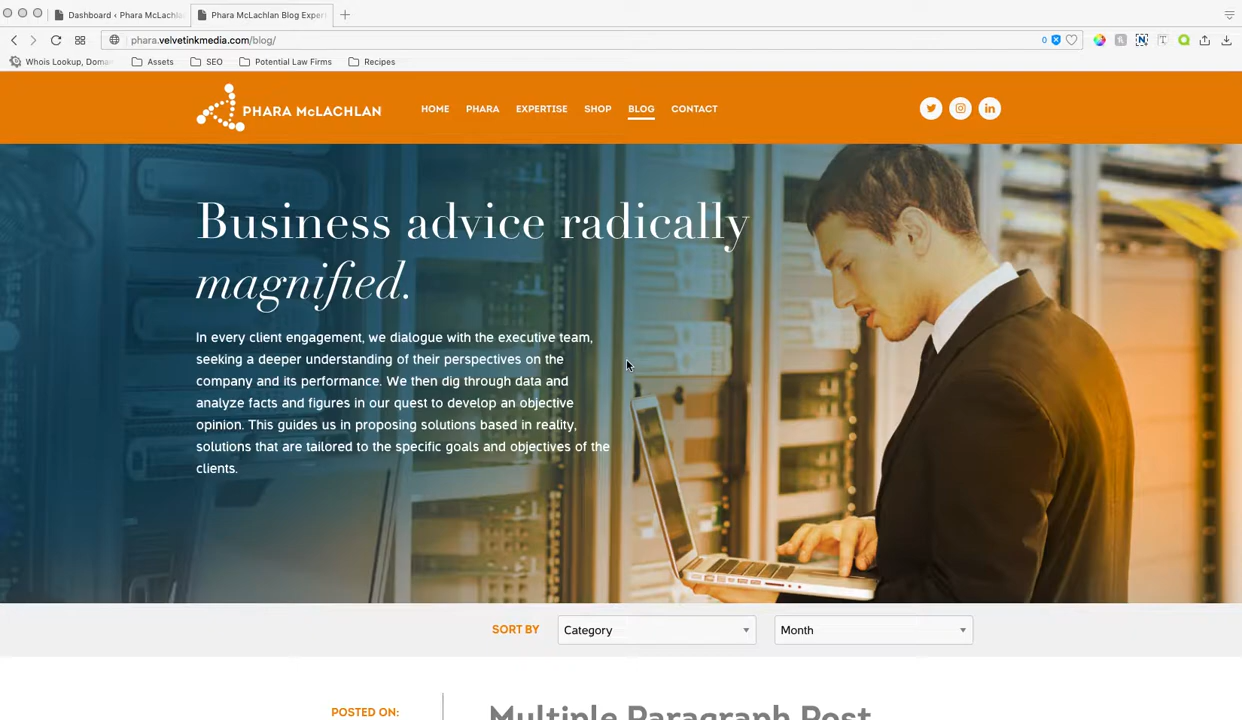 Dashboard ‹ Phara McLachla
Phara McLachlan Blog Exper
phara.velvetinkmedia.com/blog/
0
Whois Lookup, Doma
Assets
SEO
Potential Law Firms
Recipes
PHARA McLACHLAN
HOME
PHARA
EXPERTISE
SHOP
BLOG
CONTACT
Business advice radically
magnified.
In every client engagement, we dialogue with the executive team,
seeking a deeper understanding of their perspectives on the
company and its performance. We then dig through data and
analyze facts and figures in our quest to develop an objective
opinion. This guides us in proposing solutions based in reality,
solutions that are tailored to the specific goals and objectives of the
clients.
SORT BY
Category
Month
POSTED ON:
Multiple Paragraph Post